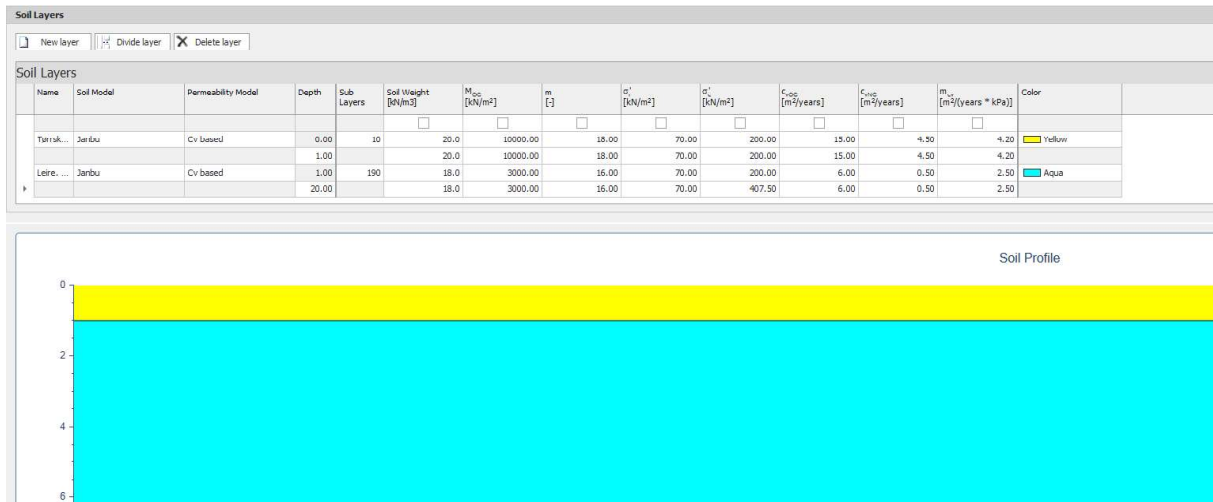 Soil Layers
New layer Divide layer Delete layer
Soil Layers
Name Soil Model Permeability Model Depth Sub Layers Soil Weight [kN/m3] M_OC [kN/m²] m [-] σ' [kN/m²] σ' [kN/m²] c_vOC [m²/years] c_vNC [m²/years] m [m²/(years * kPa)] Color
Tørrsk... Janbu Cv based 0.00 10 20.0 10000.00 18.00 70.00 200.00 15.00 4.50 4.20 Yellow
1.00 20.0 10000.00 18.00 70.00 200.00 15.00 4.50 4.20
Leire. ... Janbu Cv based 1.00 190 18.0 3000.00 16.00 70.00 200.00 6.00 0.50 2.50 Aqua
20.00 18.0 3000.00 16.00 70.00 407.50 6.00 0.50 2.50
Soil Profile
0
2
4
6